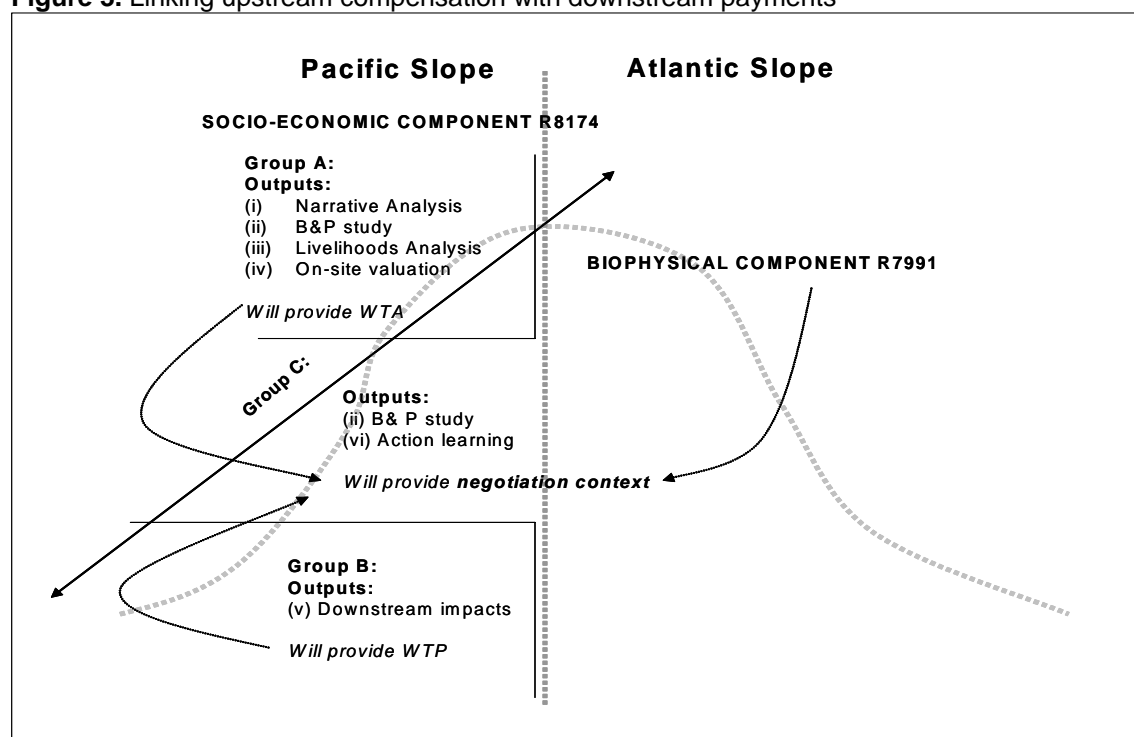 Figure 3. Linking upstream compensation with downstream payments
Pacific Slope
Atlantic Slope
SOCIO-ECONOMIC COMPONENT R8174
Group A:
Outputs:
(i) Narrative Analysis
(ii) B&P study
(iii) Livelihoods Analysis
(iv) On-site valuation
Will provide WTA
BIOPHYSICAL COMPONENT R7991
Group C:
Outputs:
(ii) B& P study
(vi) Action learning
Will provide negotiation context
Group B:
Outputs:
(v) Downstream impacts
Will provide WTP